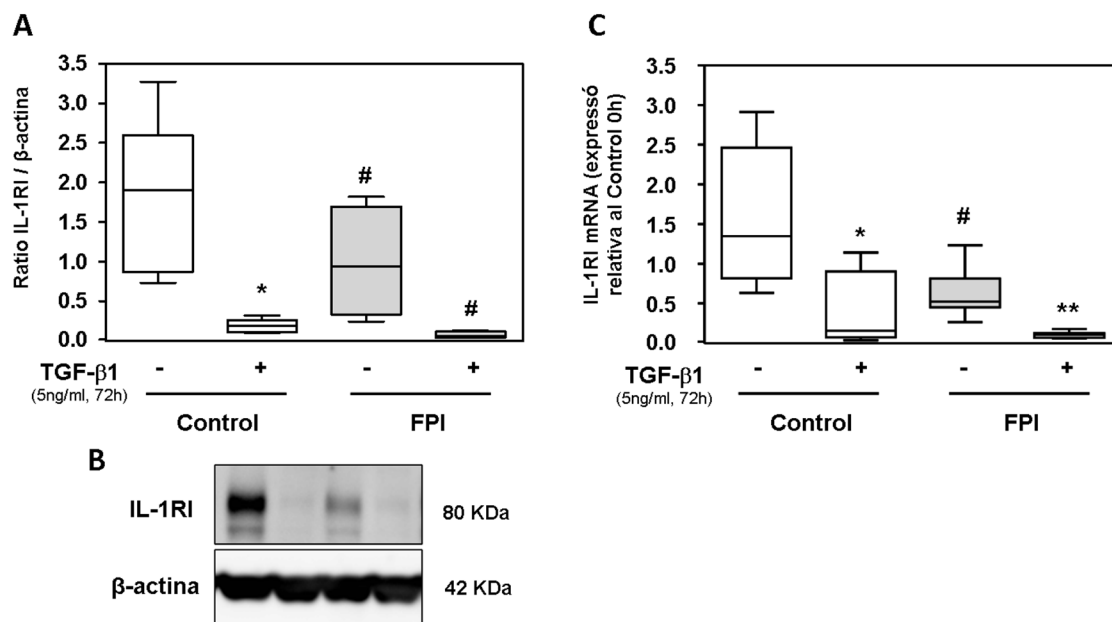 A
Ratio IL-1RI / β-actina
3.5
3.0
2.5
2.0
1.5
1.0
0.5
0.0
*
#
#
TGF-β1
- + - +
(5ng/ml, 72h)
Control FPI
B
IL-1RI
80 KDa
β-actina
42 KDa
C
IL-1RI mRNA (expressó
relativa al Control 0h)
3.5
3.0
2.5
2.0
1.5
1.0
0.5
0.0
*
#
**
TGF-β1
- + - +
(5ng/ml, 72h)
Control FPI